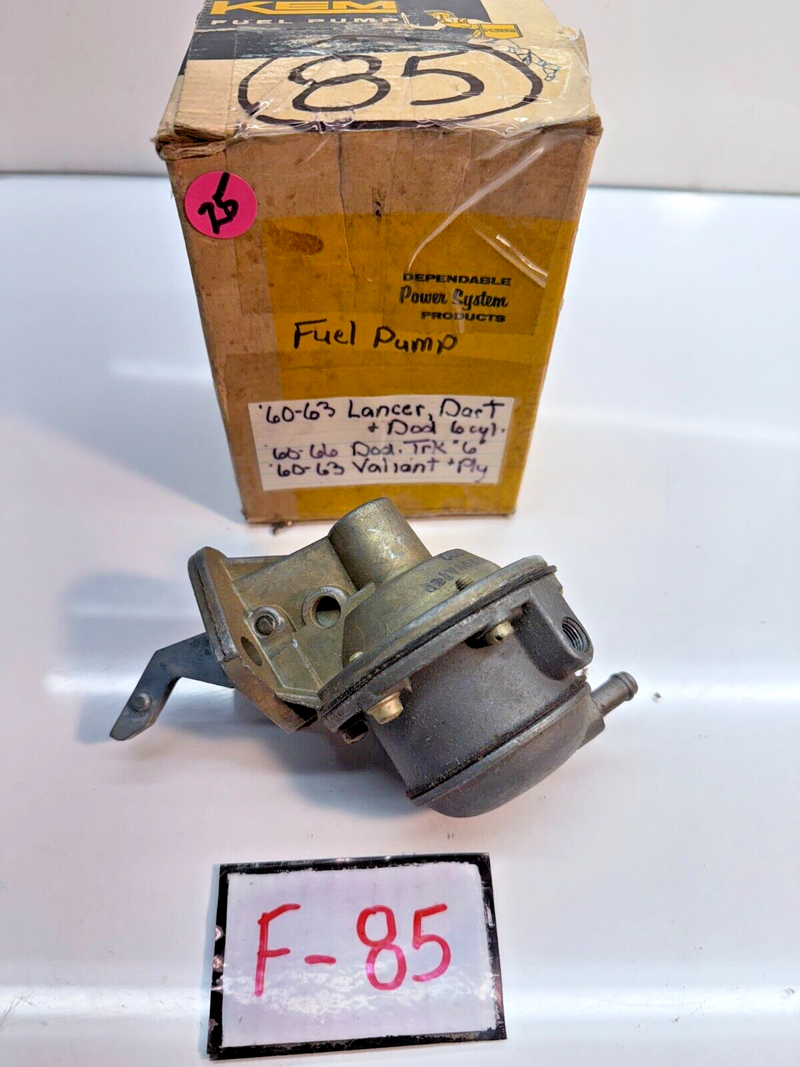 KEM
FUEL PUMP
KEM
85
25
DEPENDABLE
Power System
PRODUCTS
Fuel Pump
'60-63 Lancer, Dart
+ Dod 6cyl.
'60-66 Dod. Trk "6"
'60-63 Valiant + Ply
F-85